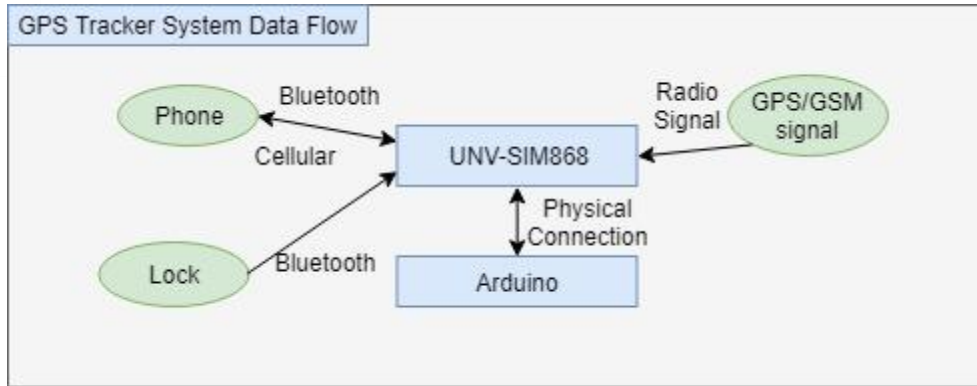 GPS Tracker System Data Flow
Bluetooth
Phone
Cellular
UNV-SIM868
Radio
Signal
GPS/GSM
signal
Physical
Connection
Lock
Bluetooth
Arduino